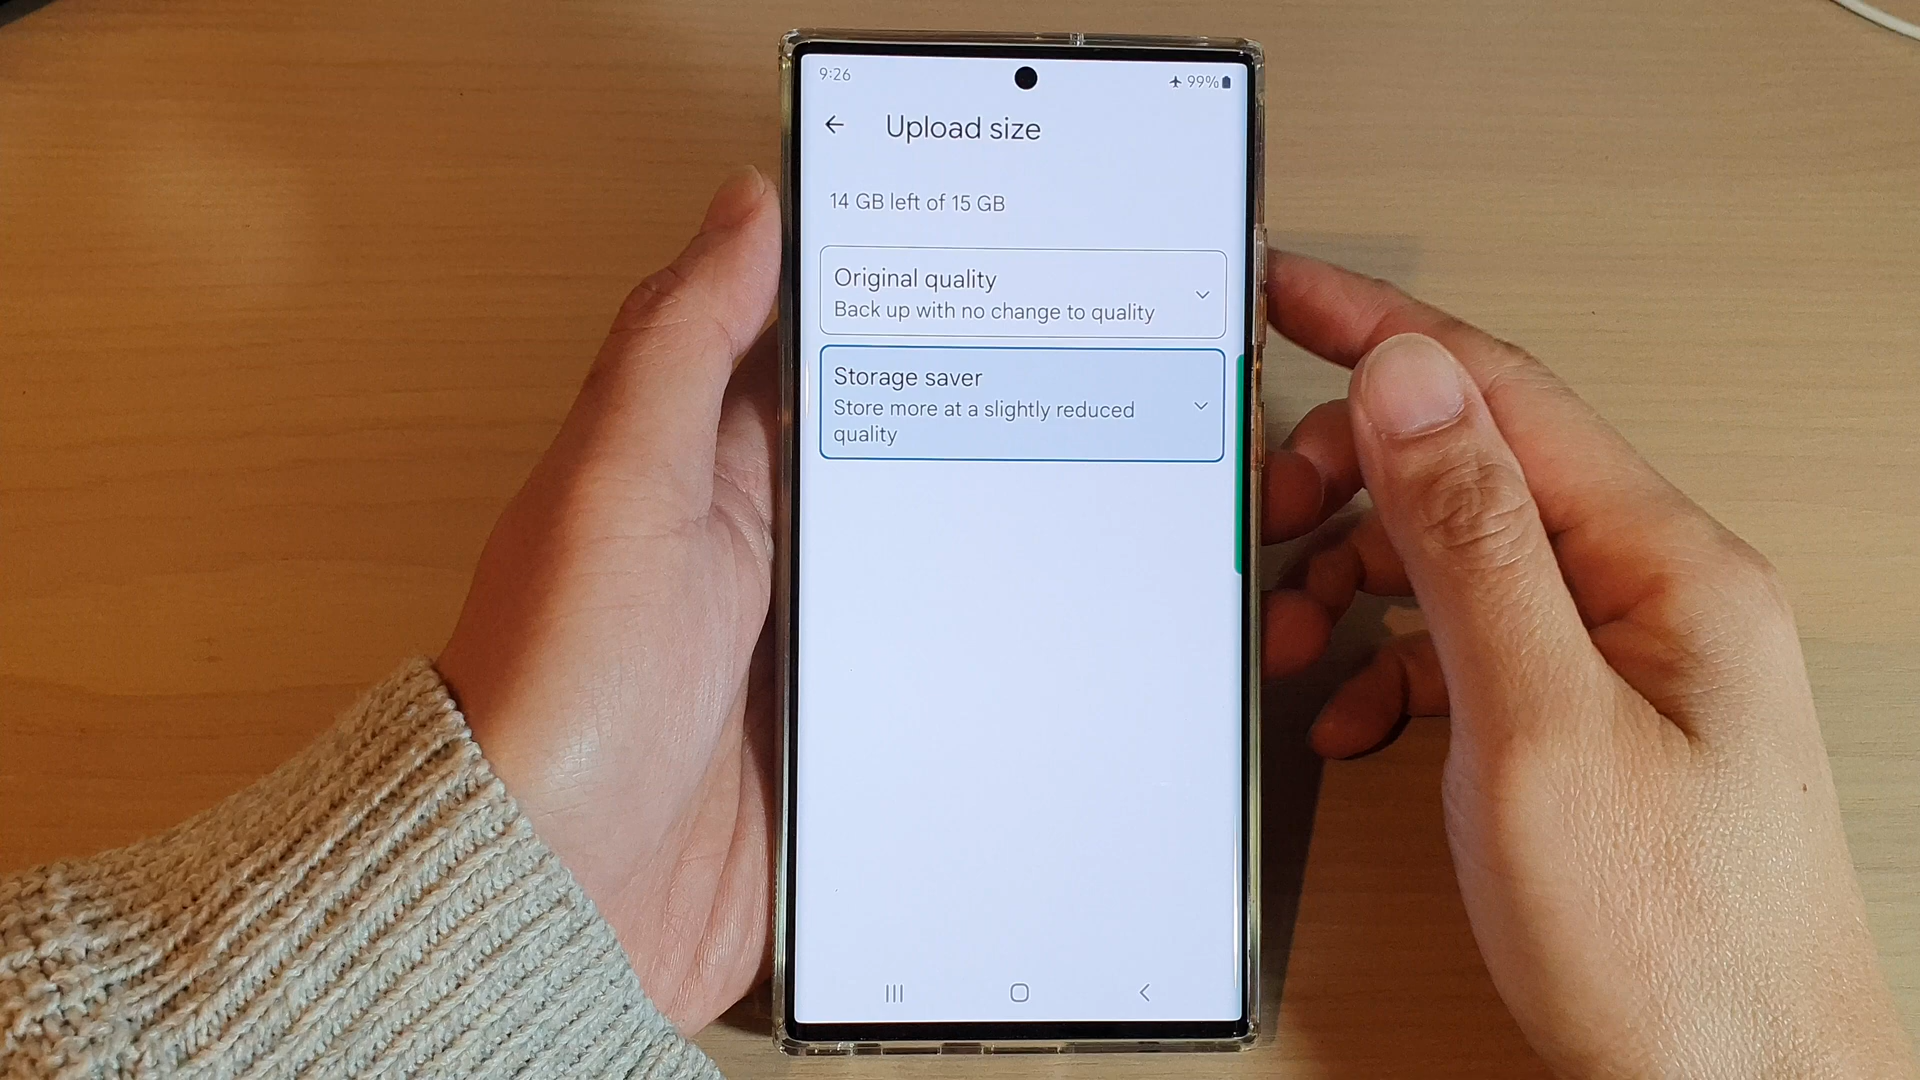 9:26
99%
Upload size
14 GB left of 15 GB
Original quality
Back up with no change to quality
Storage saver
Store more at a slightly reduced
quality